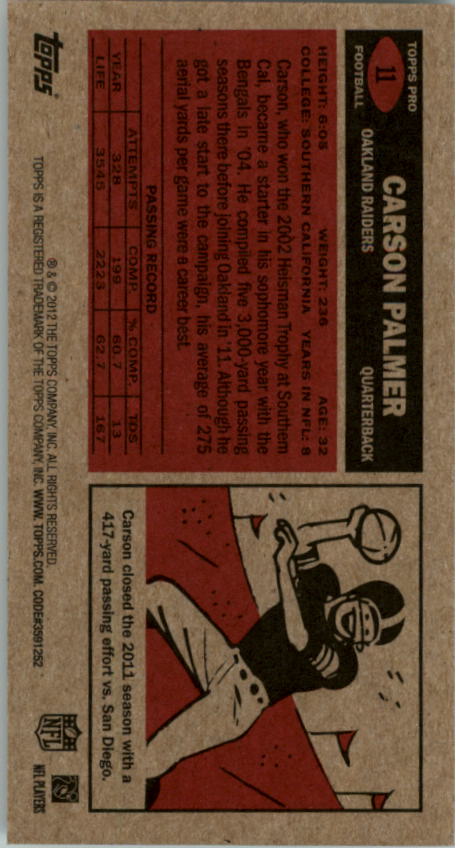 TOPPS PRO
FOOTBALL
11
CARSON PALMER
OAKLAND RAIDERS QUARTERBACK
HEIGHT: 6:05 WEIGHT: 236 AGE: 32
COLLEGE: SOUTHERN CALIFORNIA YEARS IN NFL: 8
Carson, who won the 2002 Heisman Trophy at Southern
Cal, became a starter in his sophomore year with the
Bengals in '04. He compiled five 3,000-yard passing
seasons there before joining Oakland in '11. Although he
got a late start to the campaign, his average of 275
aerial yards per game were a career best.
PASSING RECORD
ATTEMPTS COMP. % COMP. TDS
YEAR 328 199 60.7 13
LIFE 3545 2223 62.7 167
Carson closed the 2011 season with a
417-yard passing effort vs. San Diego.
topps
® & © 2012 THE TOPPS COMPANY, INC. ALL RIGHTS RESERVED.
TOPPS IS A REGISTERED TRADEMARK OF THE TOPPS COMPANY, INC. WWW.TOPPS.COM. CODE#3591252
NFL
NFL PLAYERS